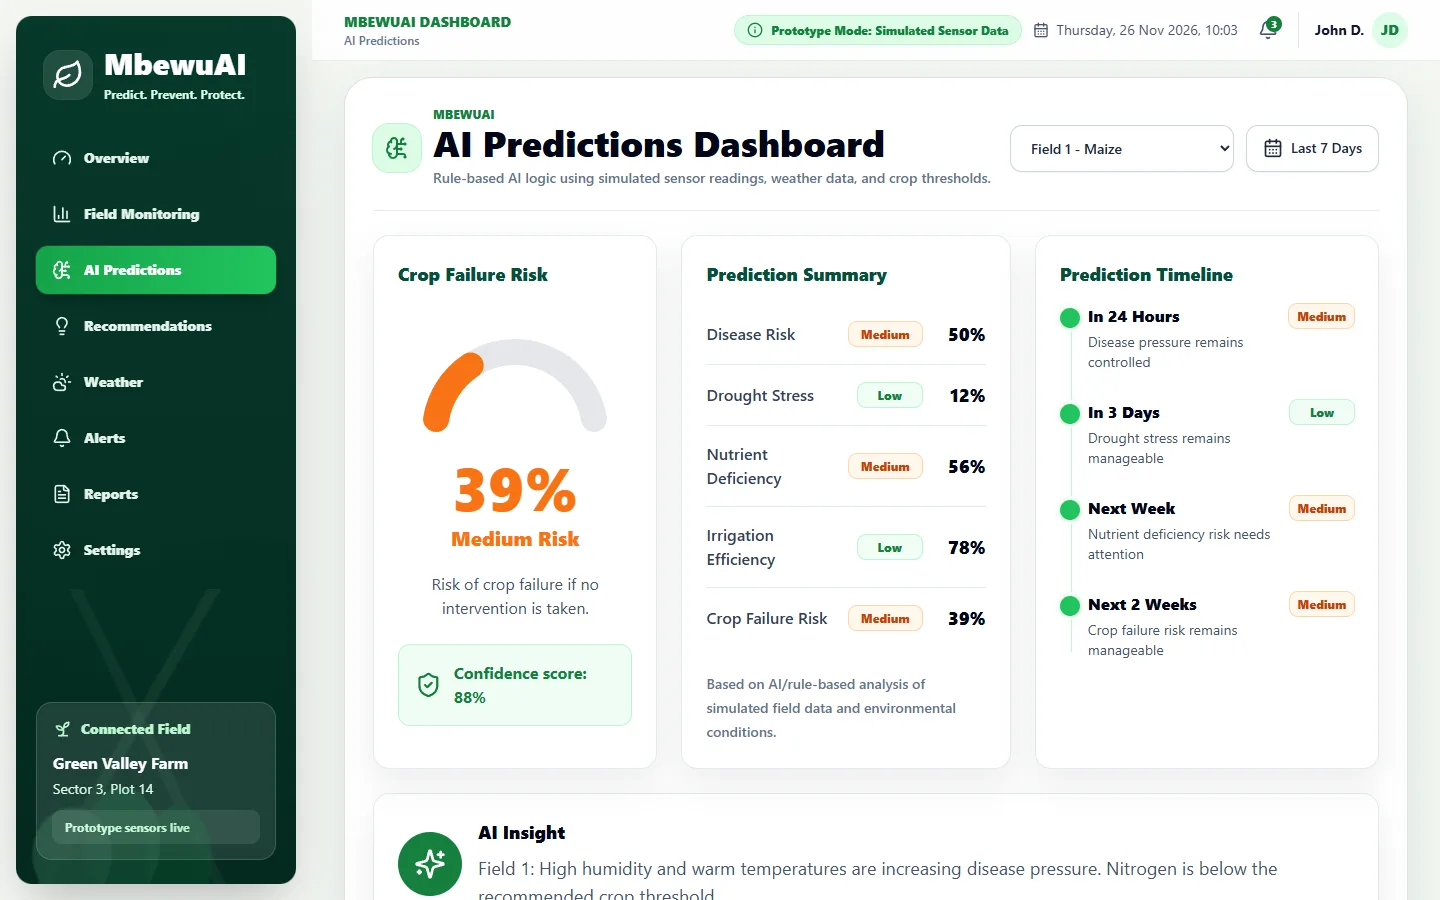 MbewuAI
Predict. Prevent. Protect.
Overview
Field Monitoring
AI Predictions
Recommendations
Weather
Alerts
Reports
Settings
Connected Field
Green Valley Farm
Sector 3, Plot 14
Prototype sensors live
MBEWUAI DASHBOARD
AI Predictions
Prototype Mode: Simulated Sensor Data
Thursday, 26 Nov 2026, 10:03
3
John D.
JD
MBEWUAI
AI Predictions Dashboard
Rule-based AI logic using simulated sensor readings, weather data, and crop thresholds.
Field 1 - Maize
Last 7 Days
Crop Failure Risk
39%
Medium Risk
Risk of crop failure if no
intervention is taken.
Confidence score:
88%
Prediction Summary
Disease Risk Medium 50%
Drought Stress Low 12%
Nutrient
Deficiency Medium 56%
Irrigation
Efficiency Low 78%
Crop Failure Risk Medium 39%
Based on AI/rule-based analysis of
simulated field data and environmental
conditions.
Prediction Timeline
In 24 Hours Medium
Disease pressure remains
controlled
In 3 Days Low
Drought stress remains
manageable
Next Week Medium
Nutrient deficiency risk needs
attention
Next 2 Weeks Medium
Crop failure risk remains
manageable
AI Insight
Field 1: High humidity and warm temperatures are increasing disease pressure. Nitrogen is below the
recommended crop threshold.